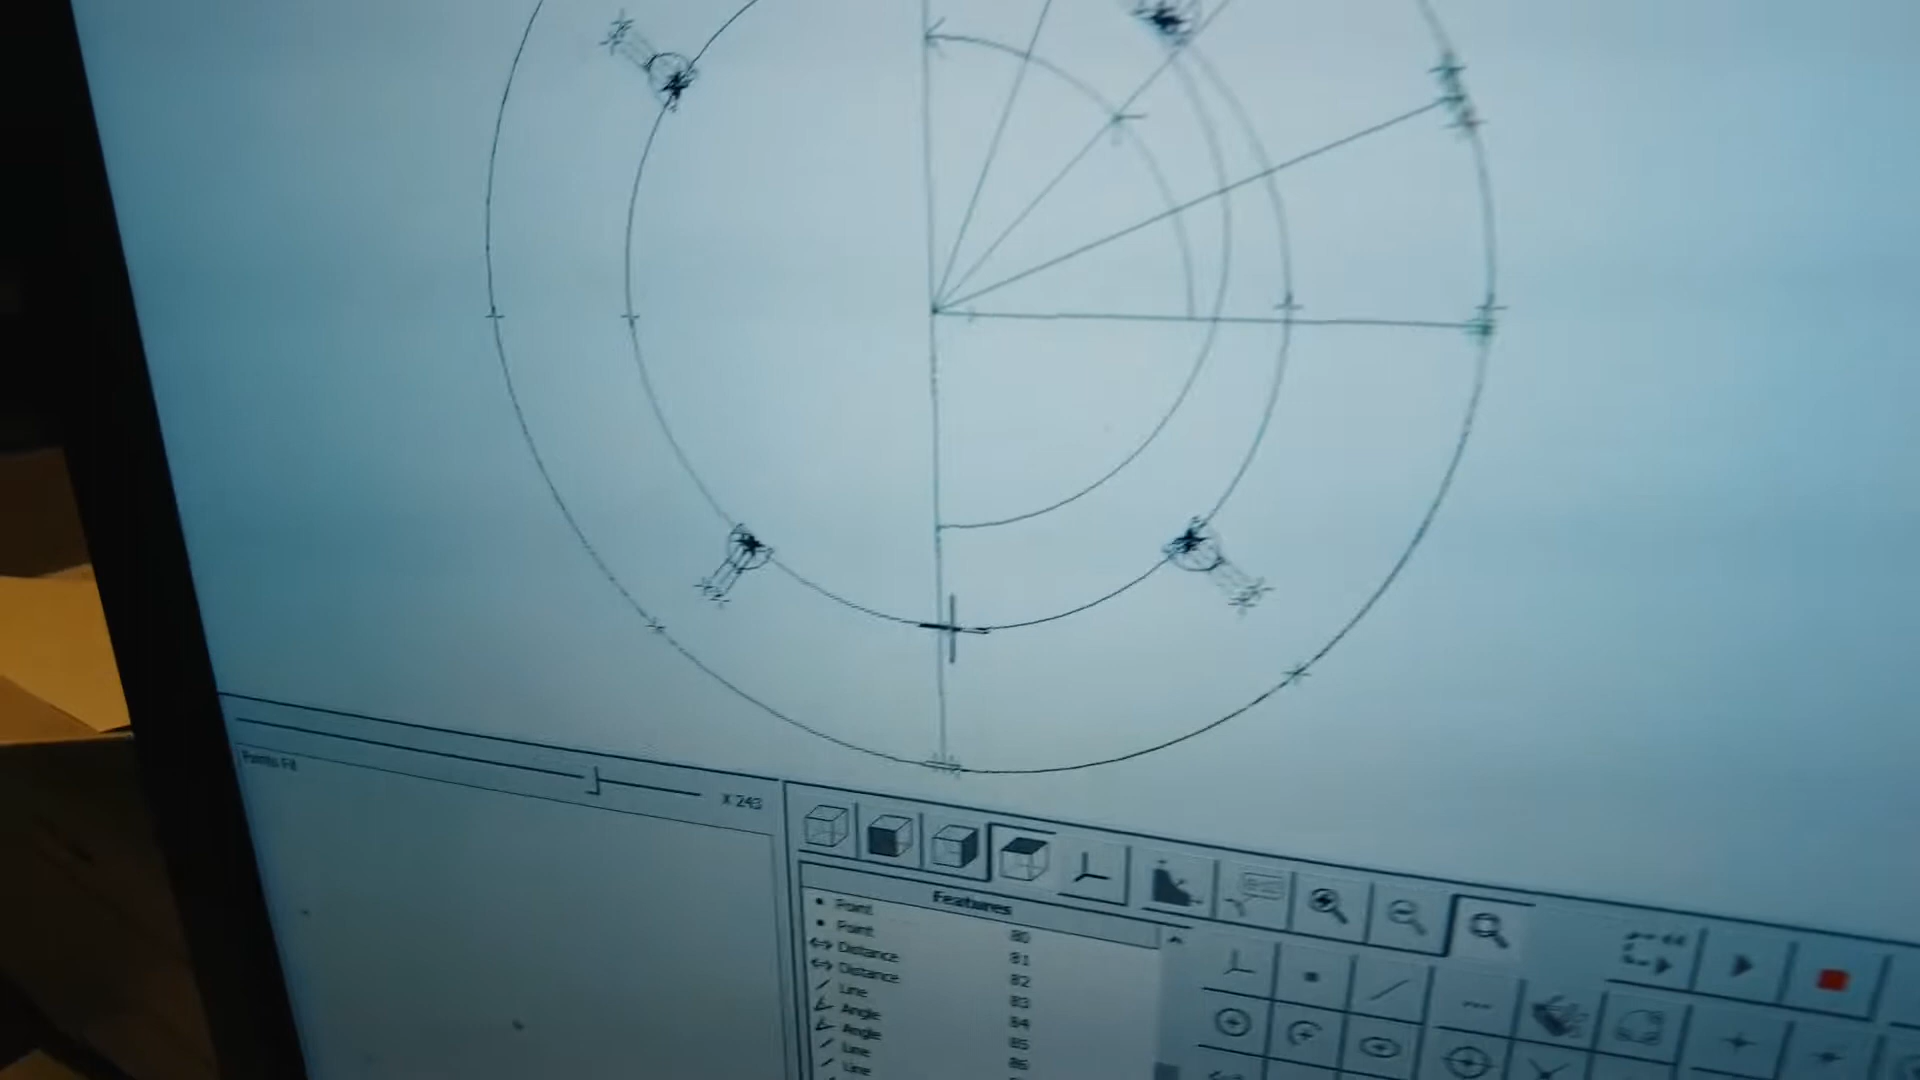 Points Fit
X 243
Features
Point 80
Point 81
Distance 82
Distance 83
Line 84
Angle 85
Angle 86
Line
Line